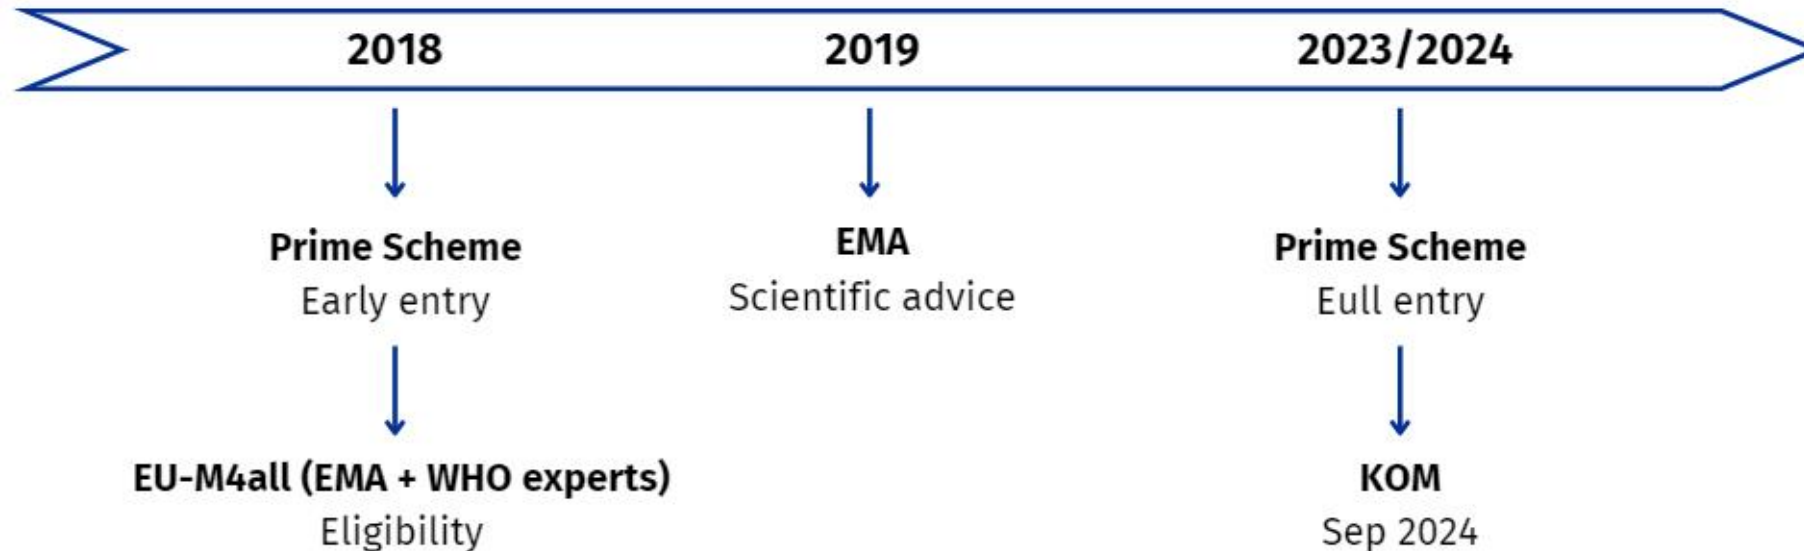 2018
2019
2023/2024
Prime Scheme
Early entry
EMA
Scientific advice
Prime Scheme
Eull entry
EU-M4all (EMA + WHO experts)
Eligibility
KOM
Sep 2024